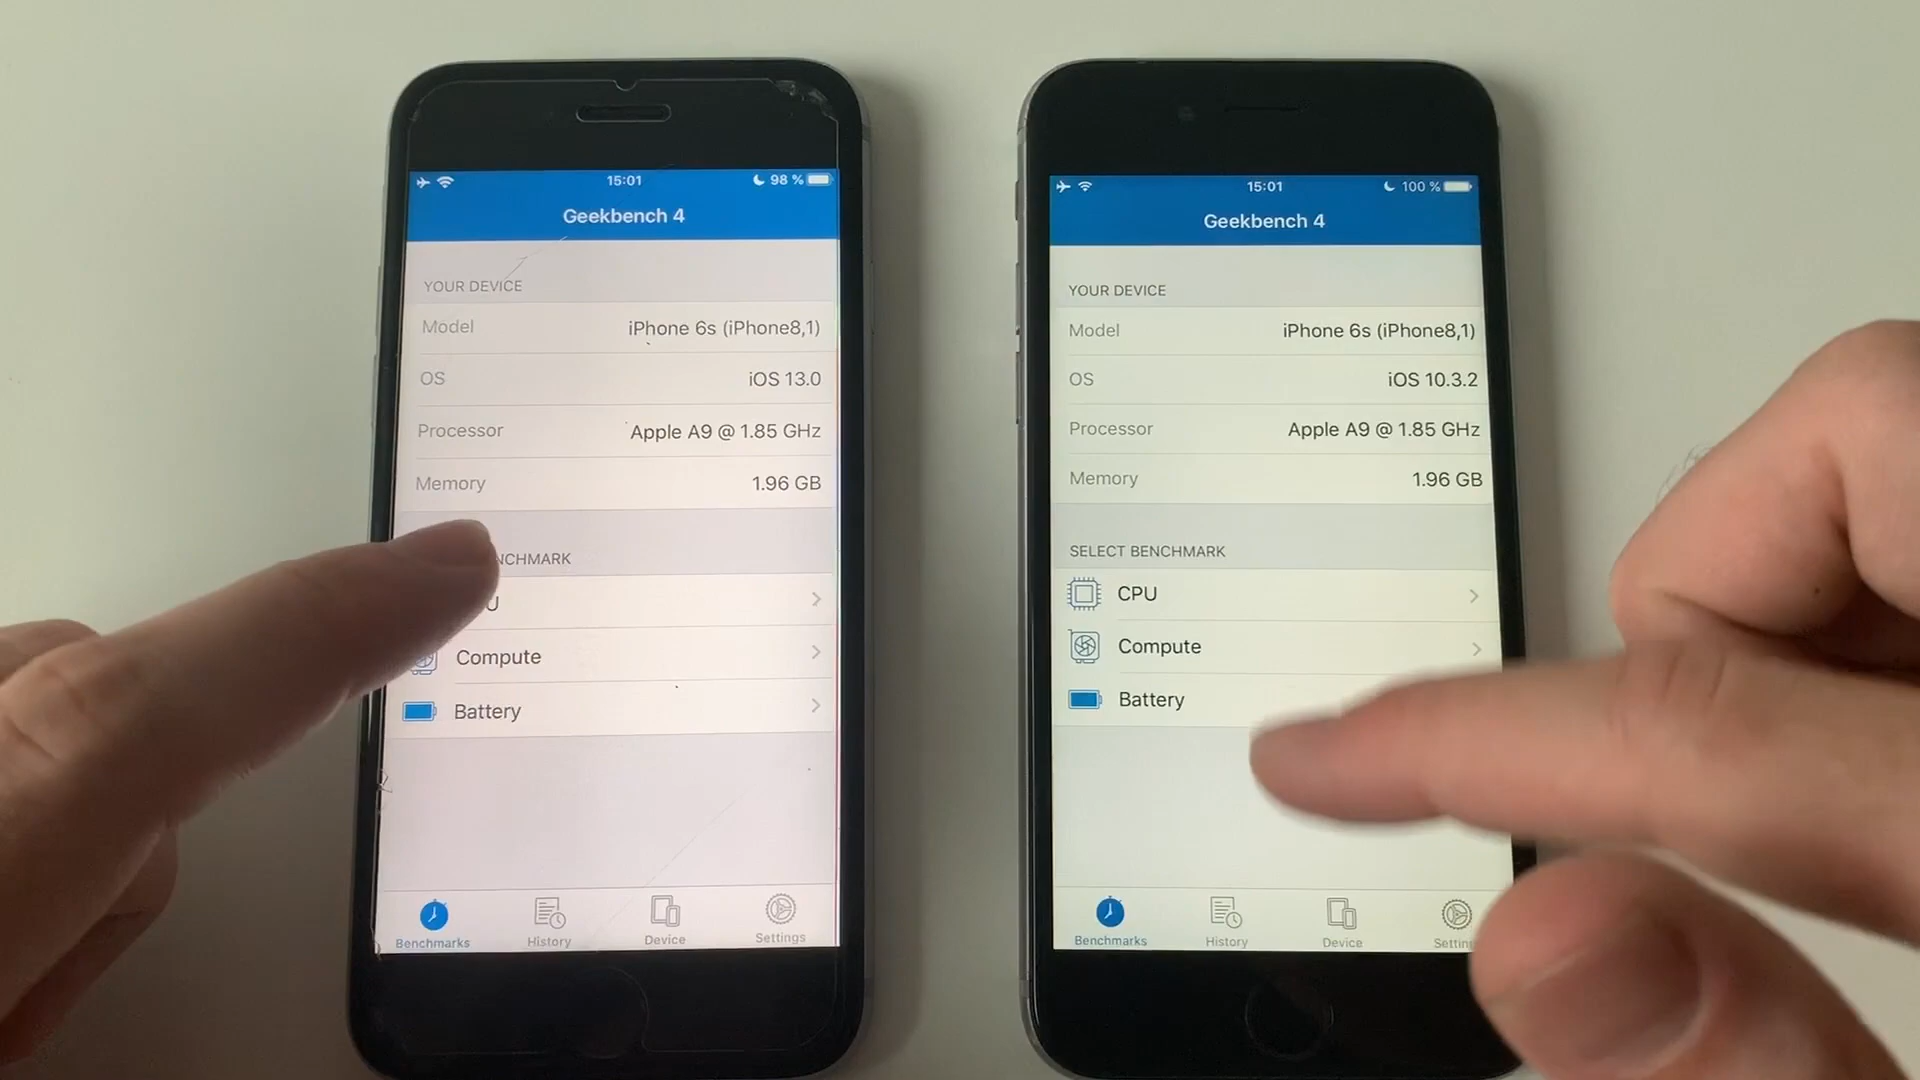 15:01
98 %
Geekbench 4
YOUR DEVICE
Model iPhone 6s (iPhone8,1)
OS iOS 13.0
Processor Apple A9 @ 1.85 GHz
Memory 1.96 GB
NCHMARK
U
Compute
Battery
Benchmarks
History
Device
Settings
15:01
100 %
Geekbench 4
YOUR DEVICE
Model iPhone 6s (iPhone8,1)
OS iOS 10.3.2
Processor Apple A9 @ 1.85 GHz
Memory 1.96 GB
SELECT BENCHMARK
CPU
Compute
Battery
Benchmarks
History
Device
Settin